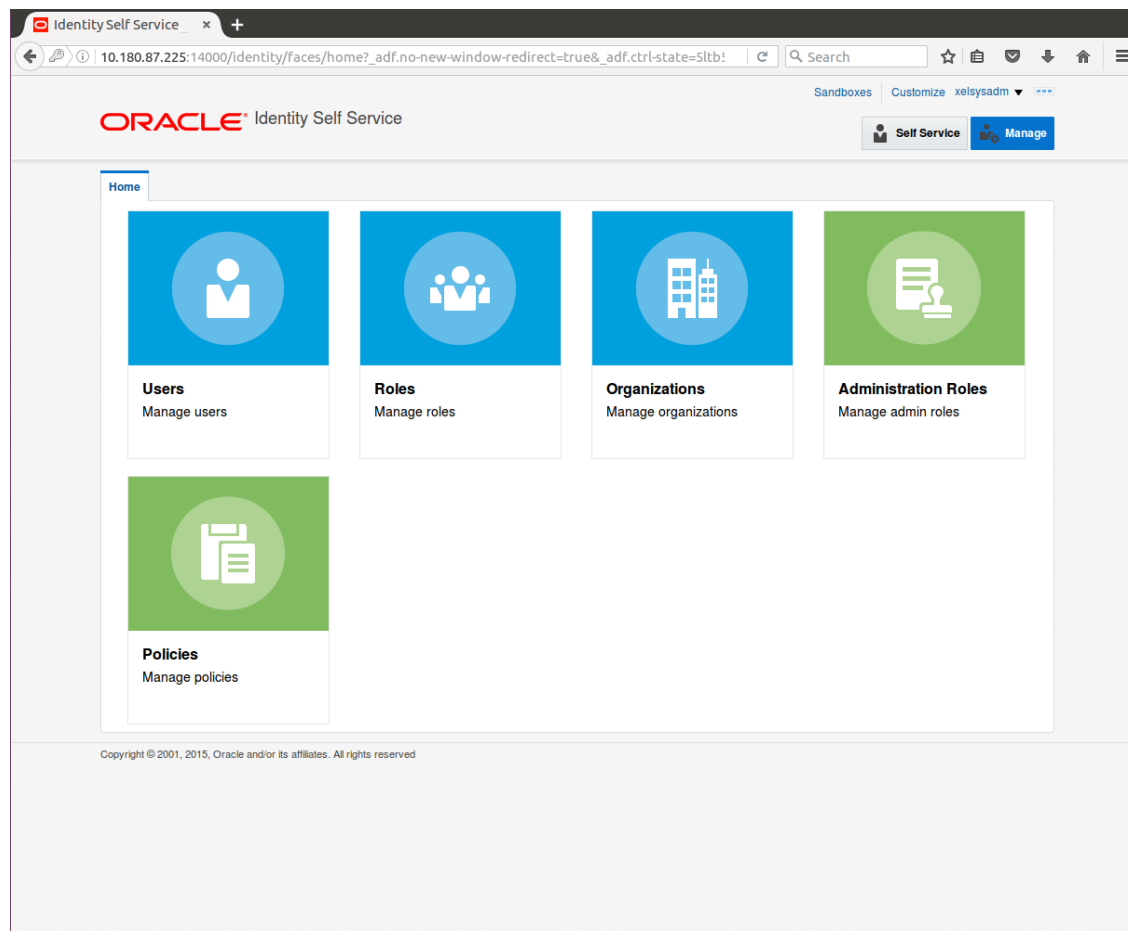 Identity Self Service
10.180.87.225:14000/identity/faces/home?_adf.no-new-window-redirect=true&_adf.ctrl-state=5ltb5
Search
Sandboxes Customize xelsysadm
ORACLE® Identity Self Service
Self Service Manage
Home
Users Roles Organizations Administration Roles
Manage users Manage roles Manage organizations Manage admin roles
Policies
Manage policies
Copyright © 2001, 2015, Oracle and/or its affiliates. All rights reserved